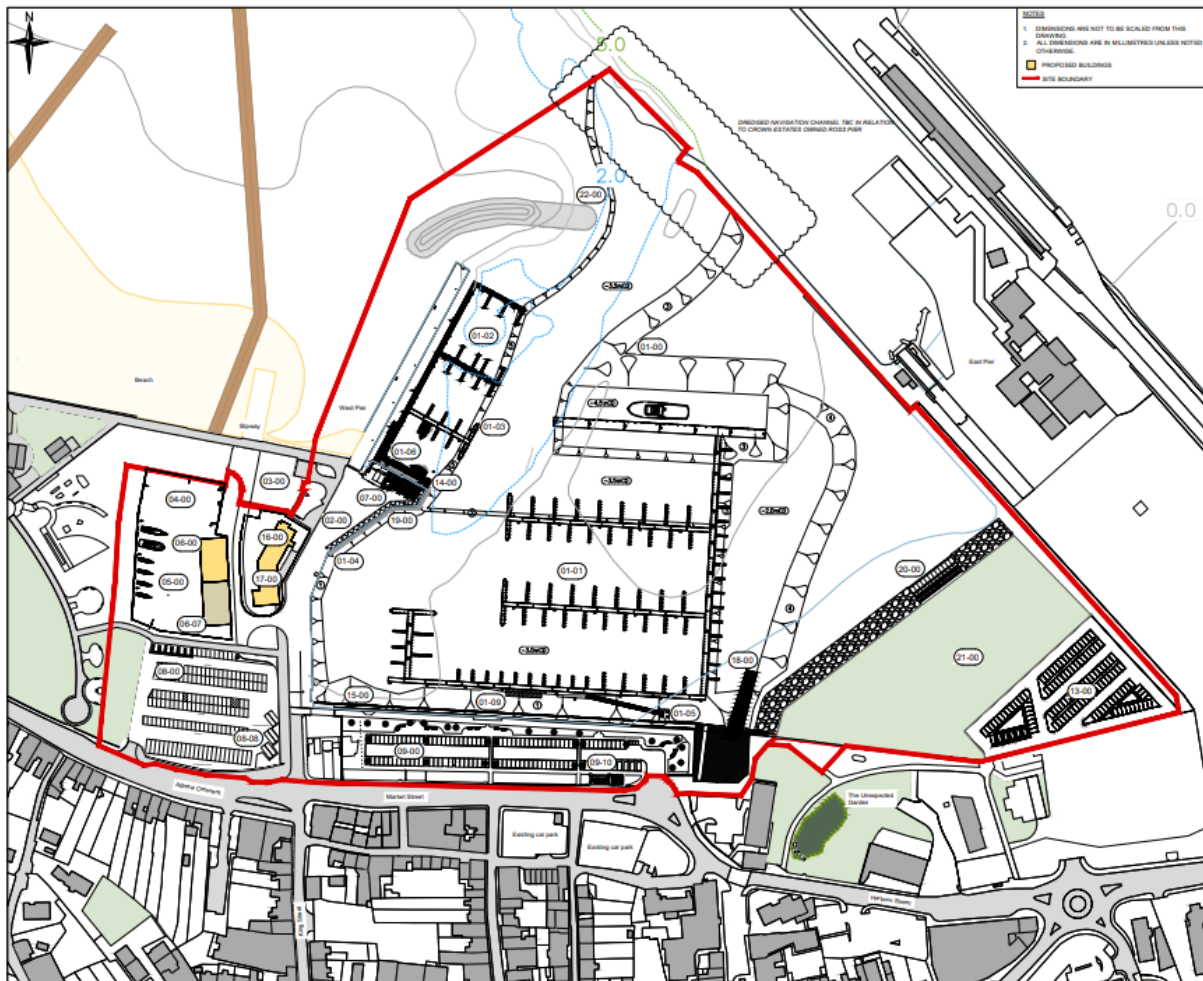 N
NOTES
1. DIMENSIONS ARE NOT TO BE SCALED FROM THIS
DRAWING.
2. ALL DIMENSIONS ARE IN MILLIMETRES UNLESS NOTED
OTHERWISE.
PROPOSED BUILDINGS
SITE BOUNDARY
5.0
DREDGED NAVIGATION CHANNEL TBC IN RELATION
TO CROWN ESTATES OWNED ROSS PIER
2.0
22-00
0.0
01-02
01-00
East Pier
Beach
West Pier
Slipway
01-03
01-06
14-00
03-00
04-00
07-00
02-00
19-00
16-00
06-00
01-04
05-00
17-00
01-01
20-00
06-07
18-00
21-00
08-00
15-00
01-09
01-05
13-00
08-08
09-00
09-10
Market Street
The Unexpected
Garden
Existing car park
Existing car park
King Street